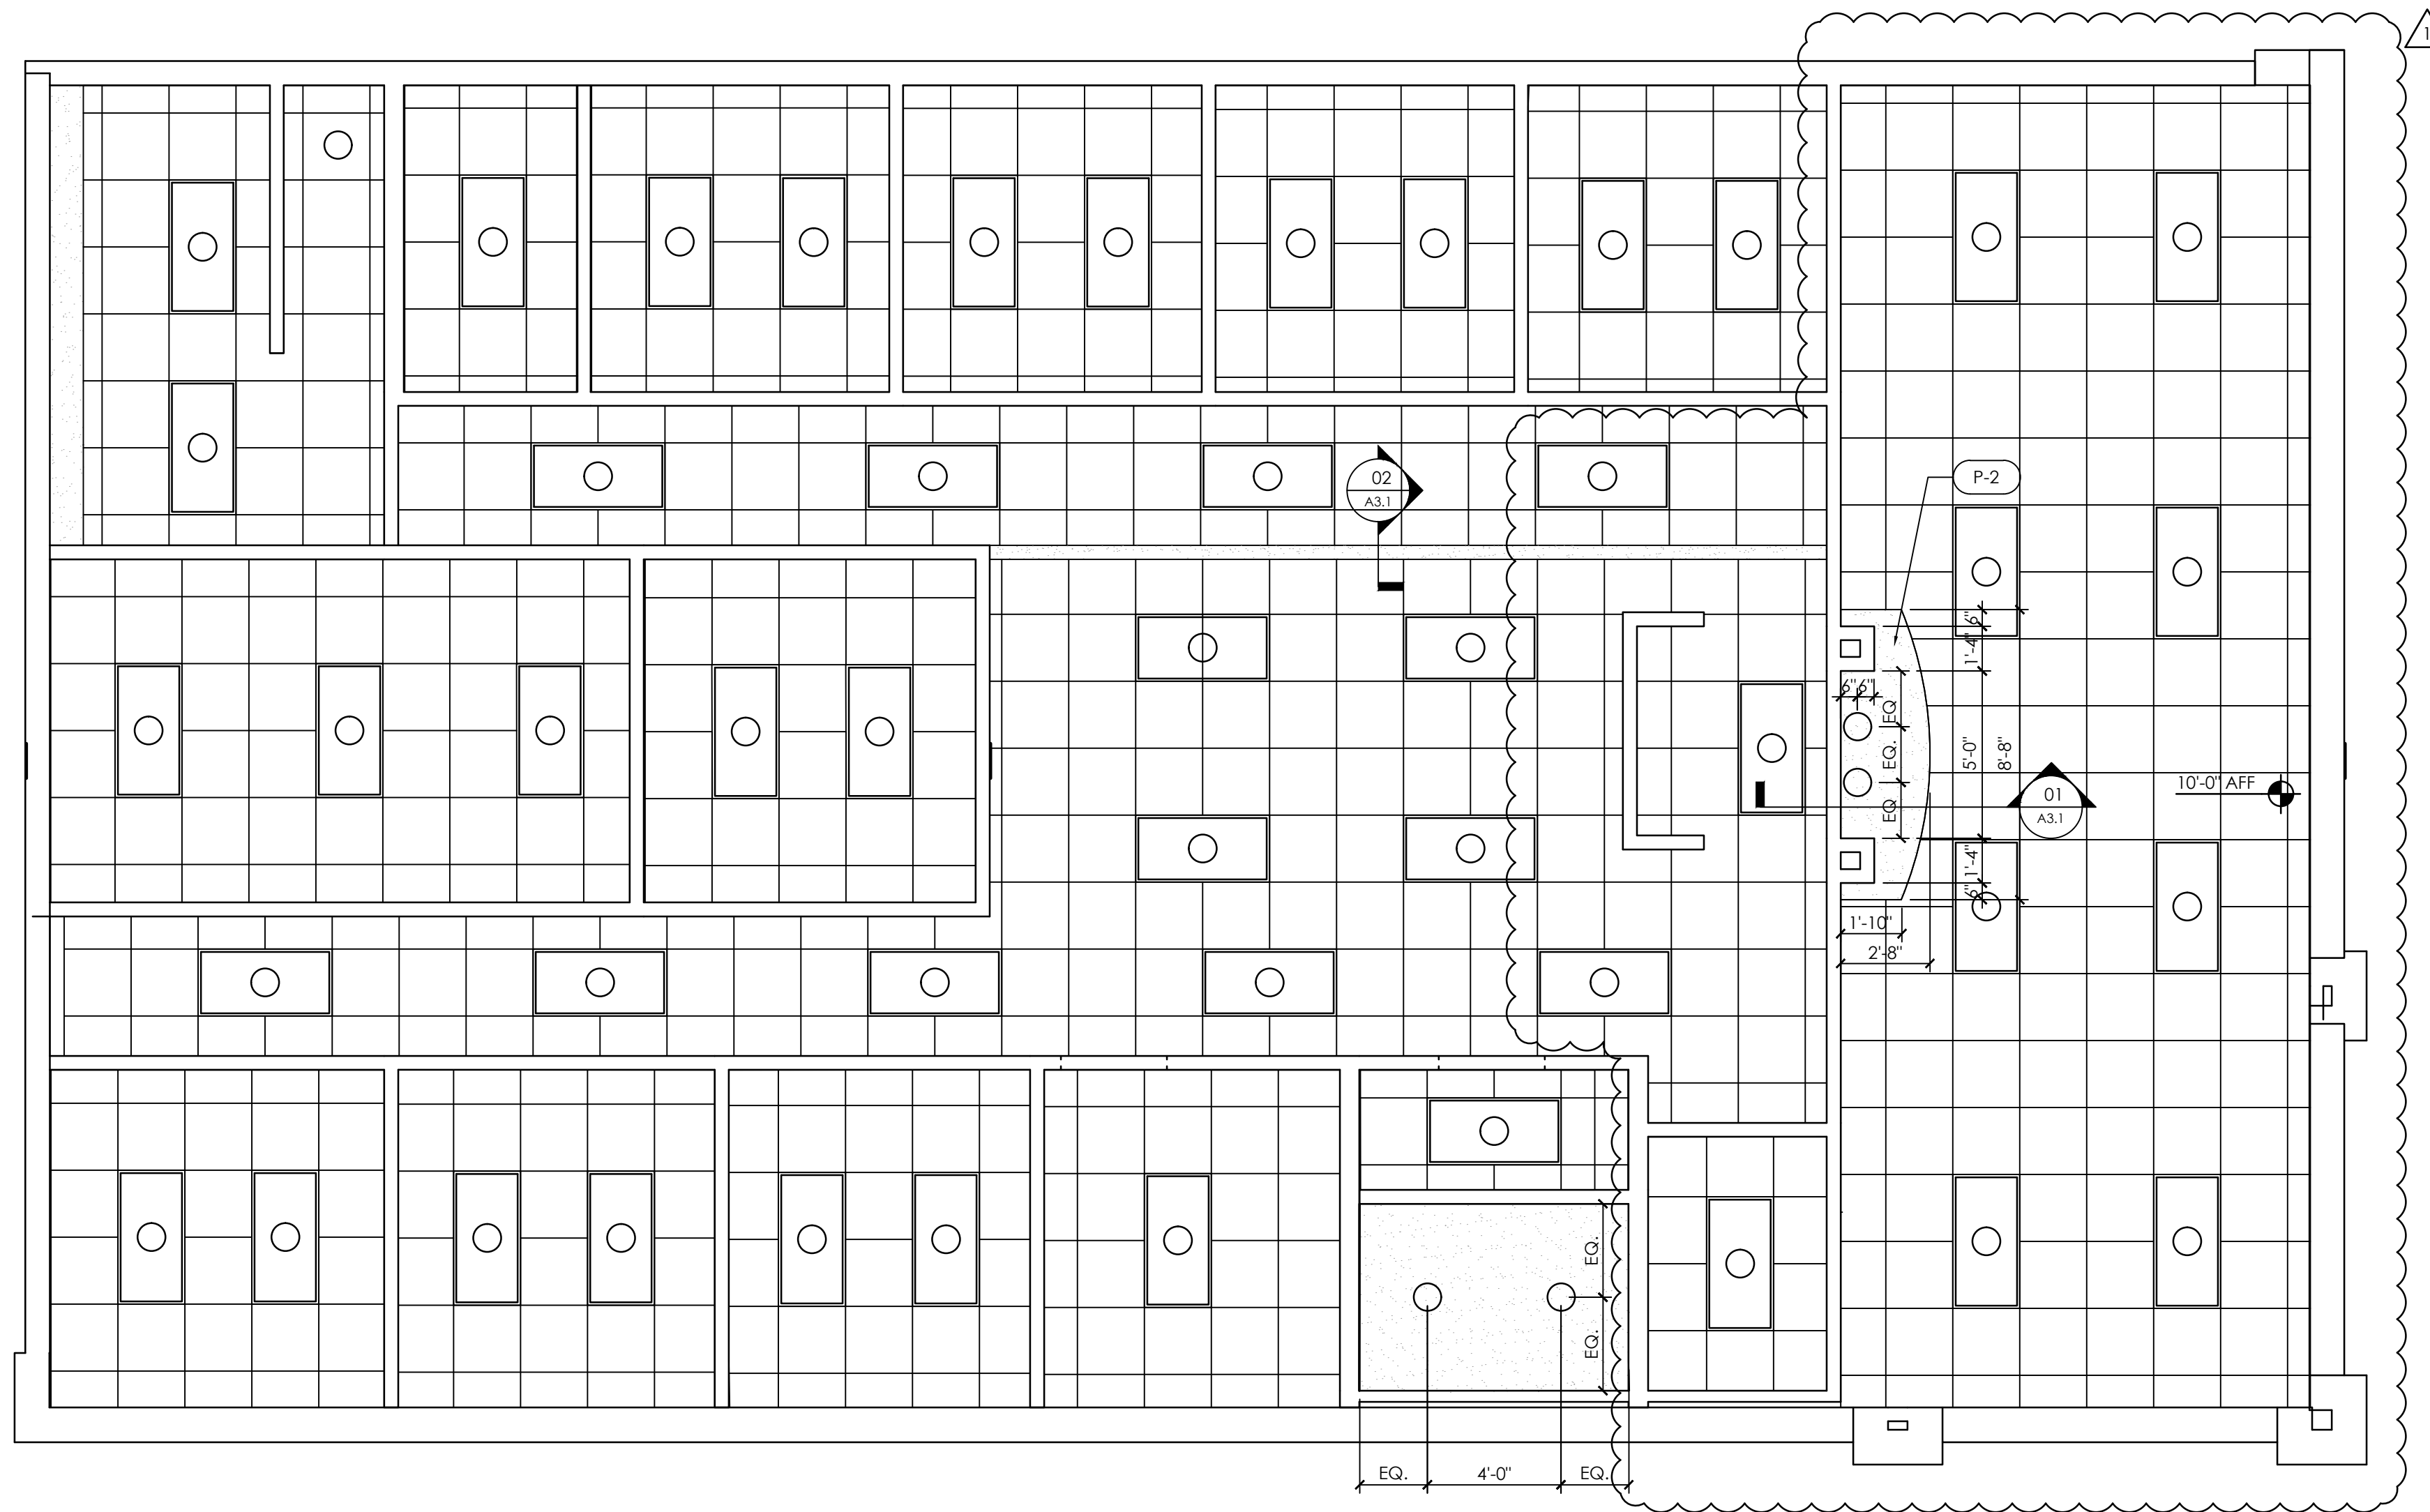 1
02
A3.1
P-2
6"
1'-4"
6"
6"
EQ
EQ.
EQ
5'-0"
8'-8"
01
A3.1
10'-0" AFF
1'-4"
6"
1'-10"
2'-8"
EQ.
EQ.
EQ.
4'-0"
EQ.